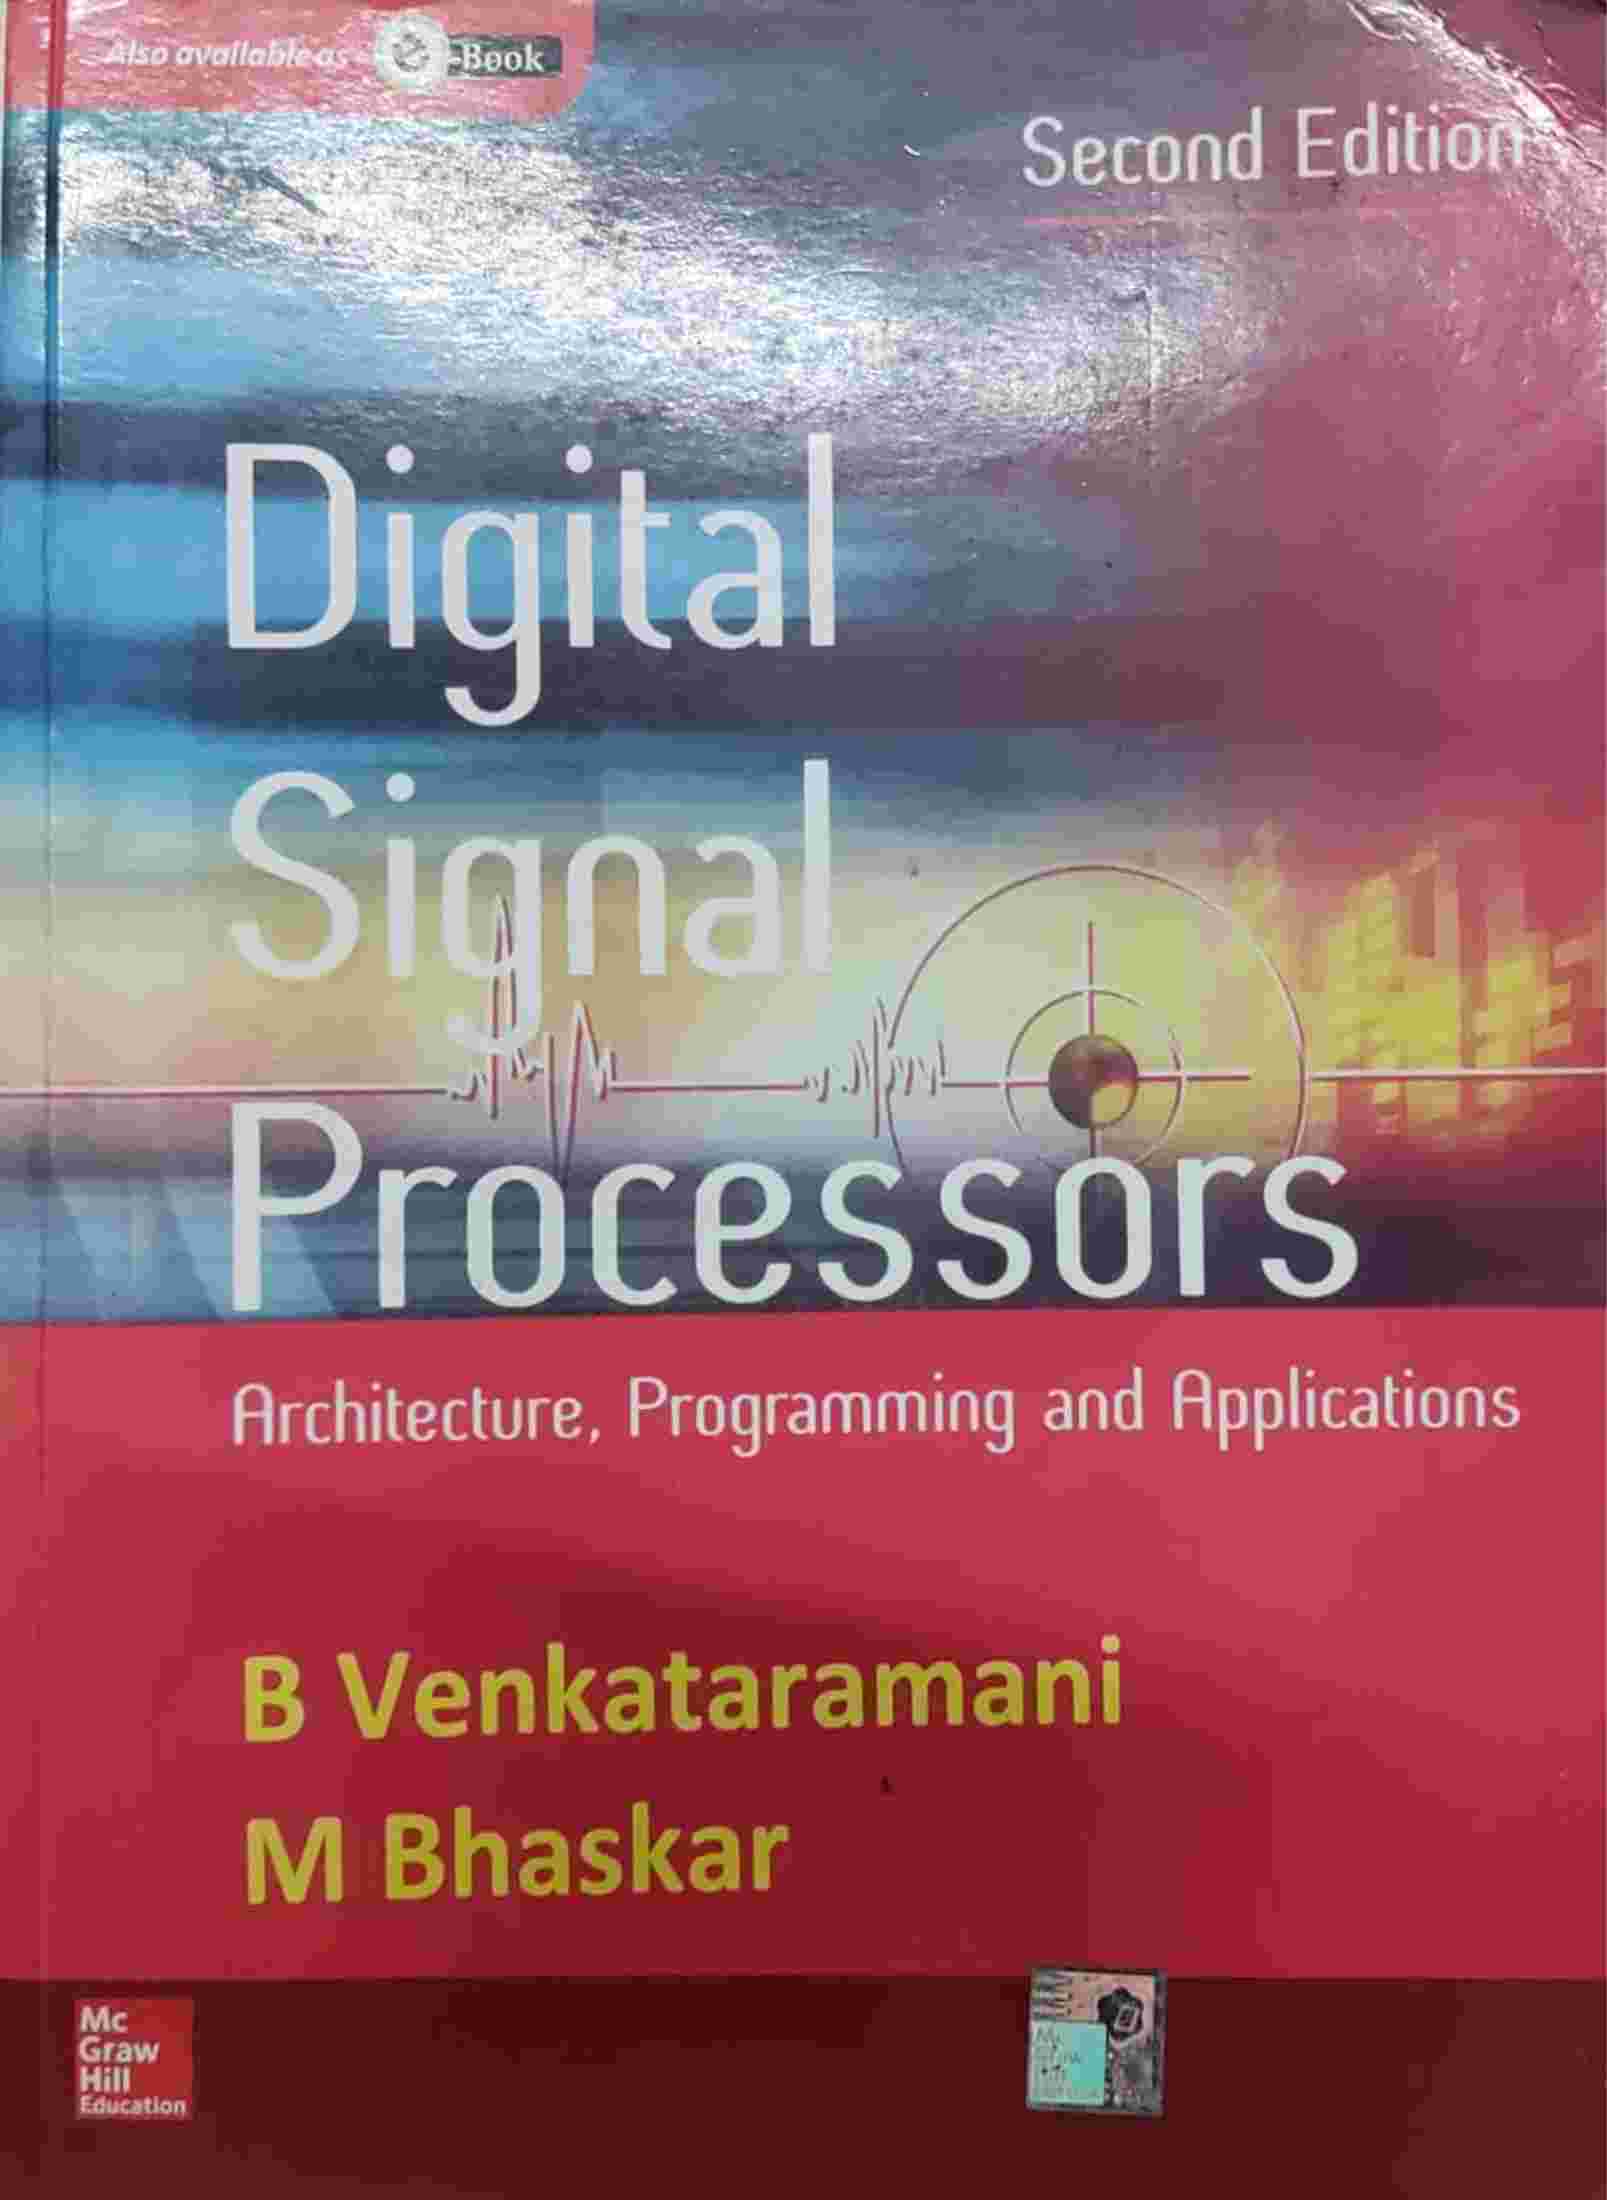 Also available as e-Book
Second Edition
Digital
Signal
Processors
Architecture, Programming and Applications
B Venkataramani
M Bhaskar
Mc
Graw
Hill
Education